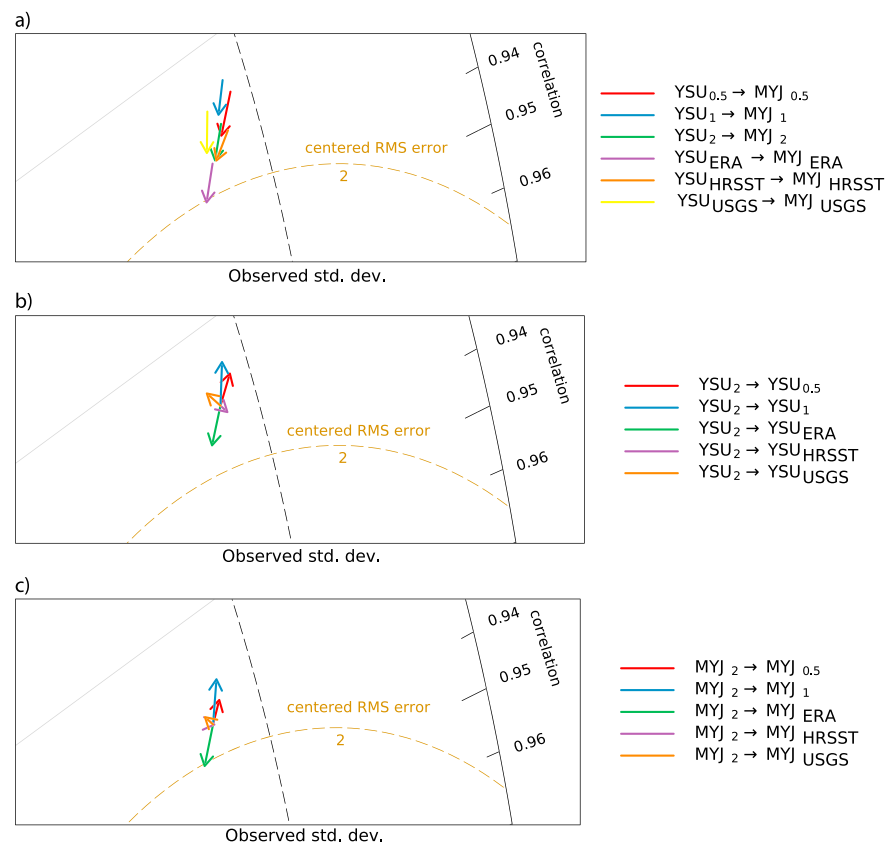 a)
0.94
correlation
0.95
centered RMS error
2
0.96
Observed std. dev.
YSU0.5 → MYJ 0.5
YSU1 → MYJ 1
YSU2 → MYJ 2
YSUERA → MYJ ERA
YSUHRSST → MYJ HRSST
YSUUSGS → MYJ USGS
b)
0.94
correlation
0.95
centered RMS error
2
0.96
Observed std. dev.
YSU2 → YSU0.5
YSU2 → YSU1
YSU2 → YSUERA
YSU2 → YSUHRSST
YSU2 → YSUUSGS
c)
0.94
correlation
0.95
centered RMS error
2
0.96
Observed std. dev.
MYJ 2 → MYJ 0.5
MYJ 2 → MYJ 1
MYJ 2 → MYJ ERA
MYJ 2 → MYJ HRSST
MYJ 2 → MYJ USGS